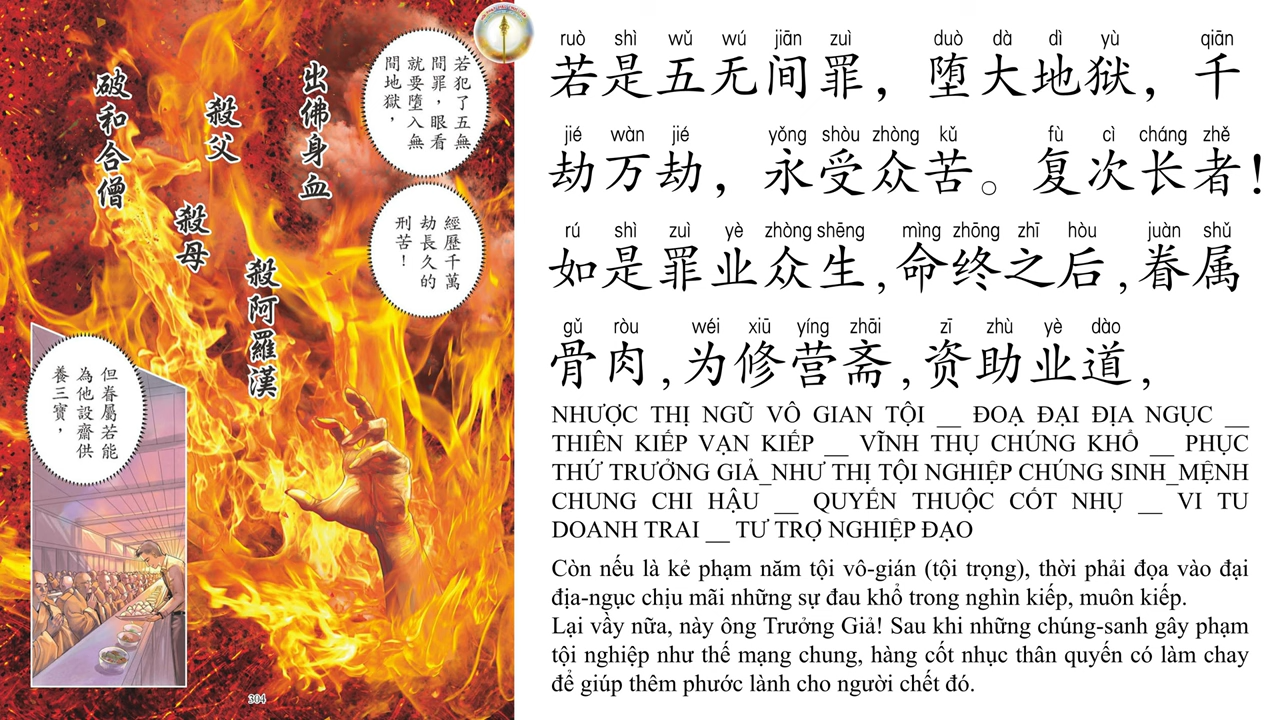 若犯了五無
間罪，眼看
就要墮入無
間地獄，
經歷千萬
劫長久的
刑苦！
出佛身血
殺父
破和合僧
殺母
殺阿羅漢
但眷屬若能
為他設齋供
養三寶，
304
ruò shì wǔ wú jiān zuì duò dà dì yù qiān
若是五无间罪，堕大地狱，千
jié wàn jié yǒng shòu zhòng kǔ fù cì cháng zhě
劫万劫，永受众苦。复次长者！
rú shì zuì yè zhòng shēng mìng zhōng zhī hòu juàn shǔ
如是罪业众生，命终之后，眷属
gǔ ròu wéi xiū yíng zhāi zī zhù yè dào
骨肉，为修营斋，资助业道，
NHƯỢC THỊ NGŨ VÔ GIAN TỘI __ ĐOẠ ĐẠI ĐỊA NGỤC __
THIÊN KIẾP VẠN KIẾP __ VĨNH THỤ CHÚNG KHỔ __ PHỤC
THỨ TRƯỞNG GIẢ_NHƯ THỊ TỘI NGHIỆP CHÚNG SINH_MỆNH
CHUNG CHI HẬU __ QUYẾN THUỘC CỐT NHỤ __ VI TU
DOANH TRAI __ TƯ TRỢ NGHIỆP ĐẠO
Còn nếu là kẻ phạm năm tội vô-gián (tội trọng), thời phải đọa vào đại
địa-ngục chịu mãi những sự đau khổ trong nghìn kiếp, muôn kiếp.
Lại vầy nữa, này ông Trưởng Giả! Sau khi những chúng-sanh gây phạm
tội nghiệp như thế mạng chung, hàng cốt nhục thân quyến có làm chay
để giúp thêm phước lành cho người chết đó.